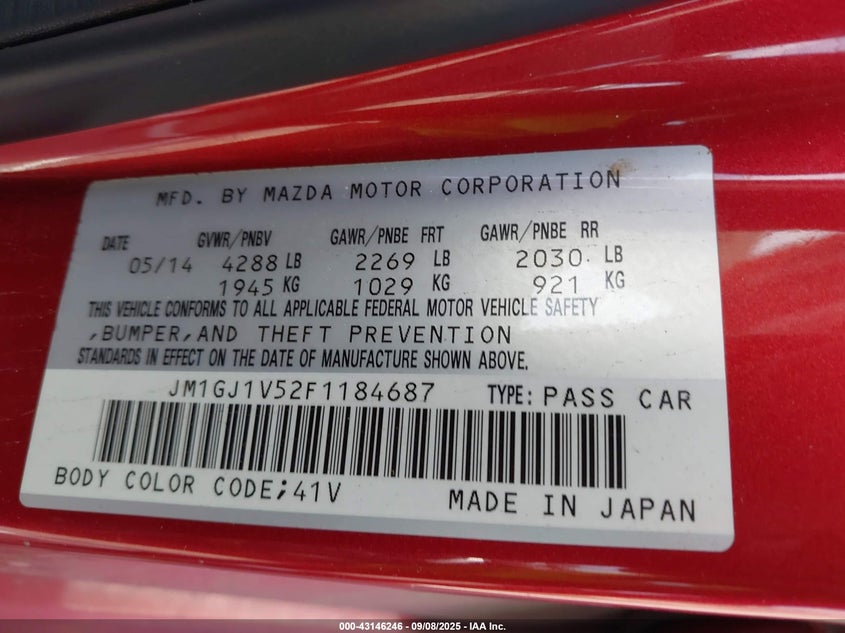 MFD. BY MAZDA MOTOR CORPORATION
DATE GVWR/PNBV GAWR/PNBE FRT GAWR/PNBE RR
05/14 4288 LB 2269 LB 2030 LB
1945 KG 1029 KG 921 KG
THIS VEHICLE CONFORMS TO ALL APPLICABLE FEDERAL MOTOR VEHICLE SAFETY
,BUMPER,AND THEFT PREVENTION
STANDARDS IN EFFECT ON THE DATE OF MANUFACTURE SHOWN ABOVE.
JM1GJ1V52F1184687 TYPE: PASS CAR
BODY COLOR CODE;41V MADE IN JAPAN
000-43146246 - 09/08/2025 - IAA Inc.